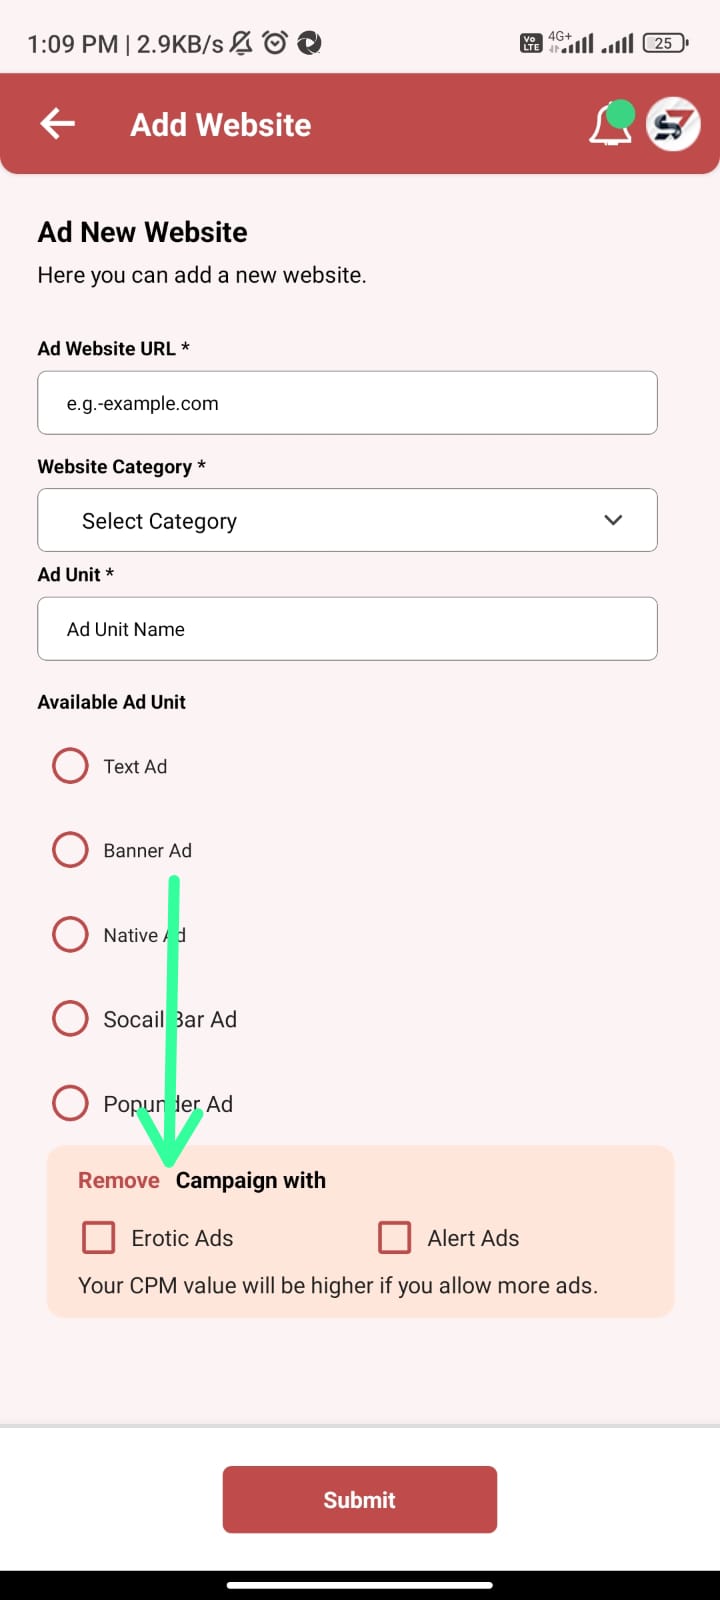 1:09 PM | 2.9KB/s
Vo LTE 4G+ 25
Add Website
Ad New Website
Here you can add a new website.
Ad Website URL *
e.g.-example.com
Website Category *
Select Category
Ad Unit *
Ad Unit Name
Available Ad Unit
Text Ad
Banner Ad
Native Ad
Socail Bar Ad
Popunder Ad
Remove Campaign with
Erotic Ads
Alert Ads
Your CPM value will be higher if you allow more ads.
Submit